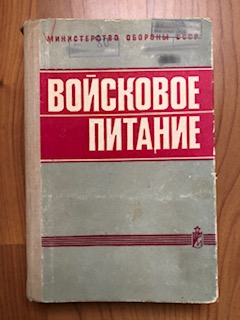 МИНИСТЕРСТВО ОБОРОНЫ СССР
ВОЙСКОВОЕ
ПИТАНИЕ